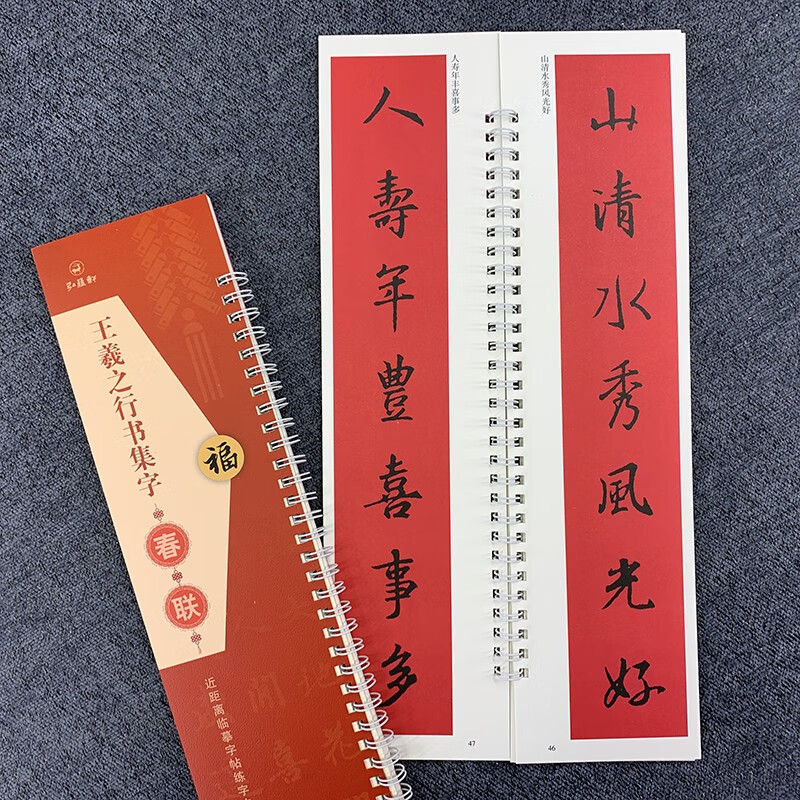 弘蕴轩
王羲之行书集字
福
春
联
近距离临摹字帖练字
人寿年丰喜事多
人壽年豐喜事多
47
山清水秀风光好
山清水秀風光好
46